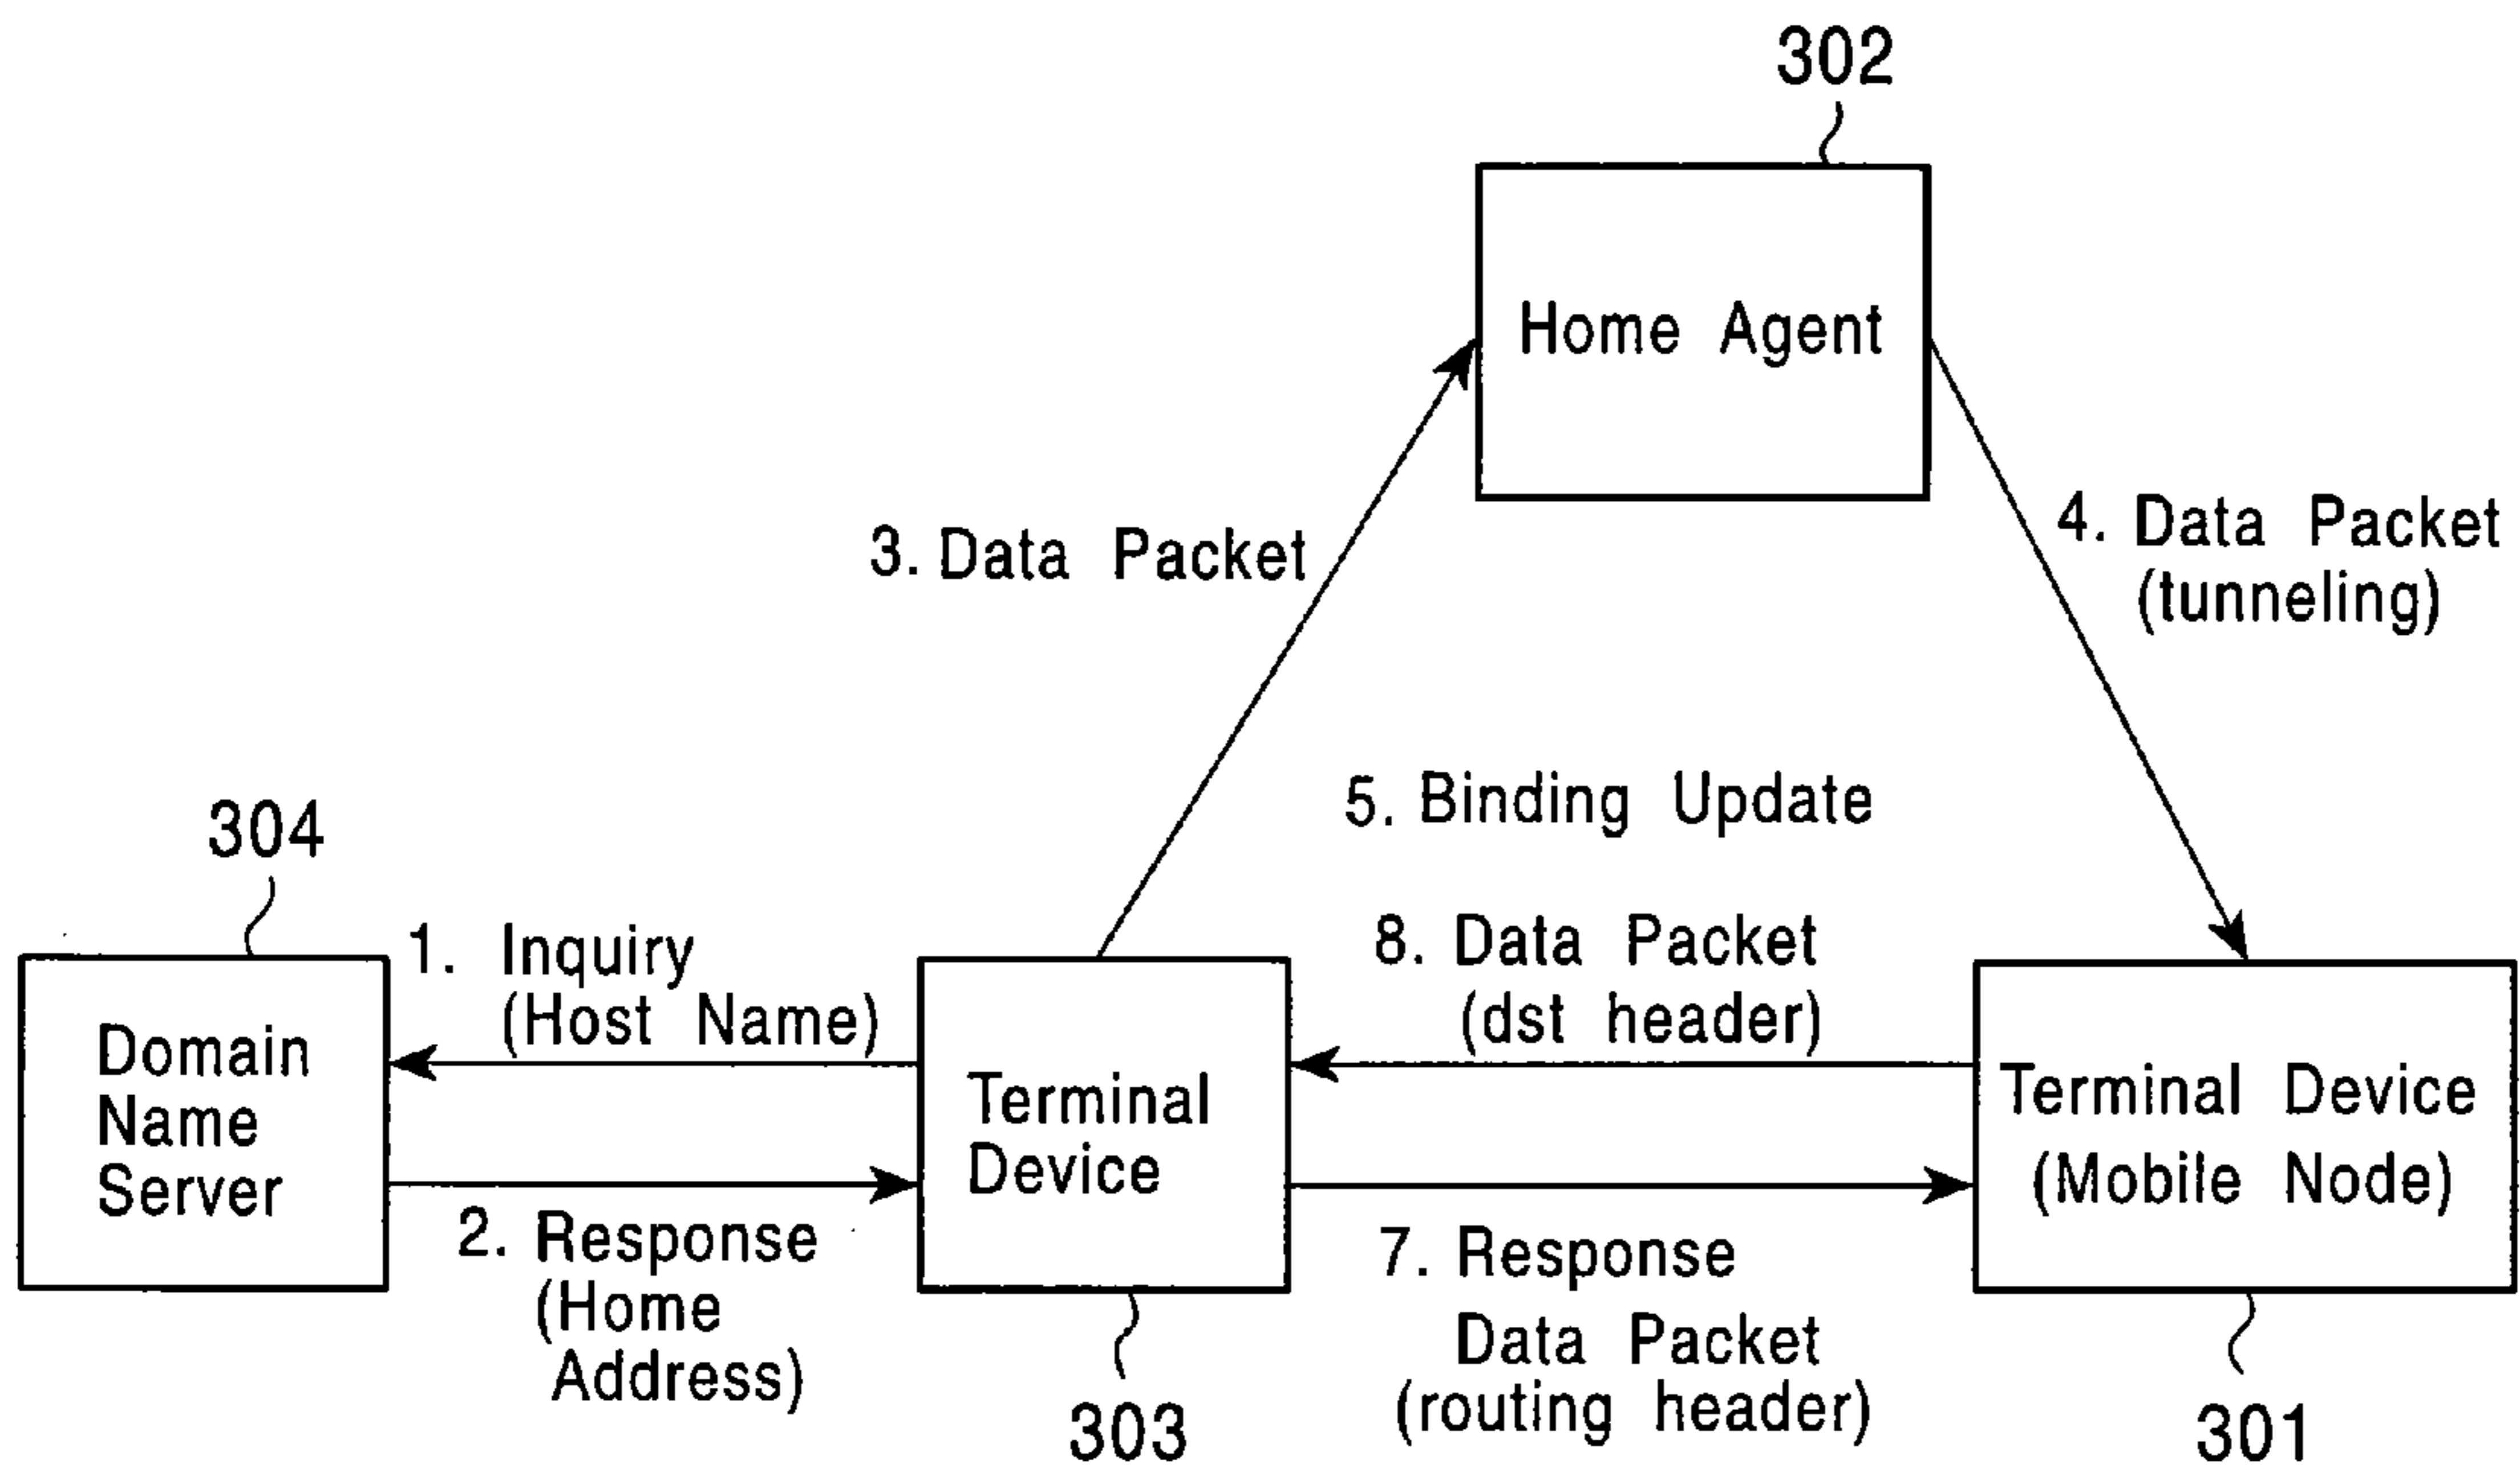 302
Home Agent
3. Data Packet
4. Data Packet
(tunneling)
5. Binding Update
304
1. Inquiry
(Host Name)
8. Data Packet
(dst header)
Domain
Name
Server
Terminal
Device
Terminal Device
(Mobile Node)
2. Response
(Home
Address)
7. Response
Data Packet
(routing header)
303
301